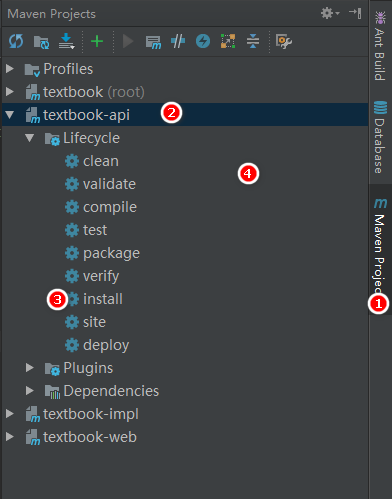 Maven Projects
Profiles
textbook (root)
textbook-api
2
Lifecycle
clean
4
validate
compile
test
package
verify
3
install
site
deploy
Plugins
Dependencies
textbook-impl
textbook-web
Ant Build
Database
m
Maven Projec
1